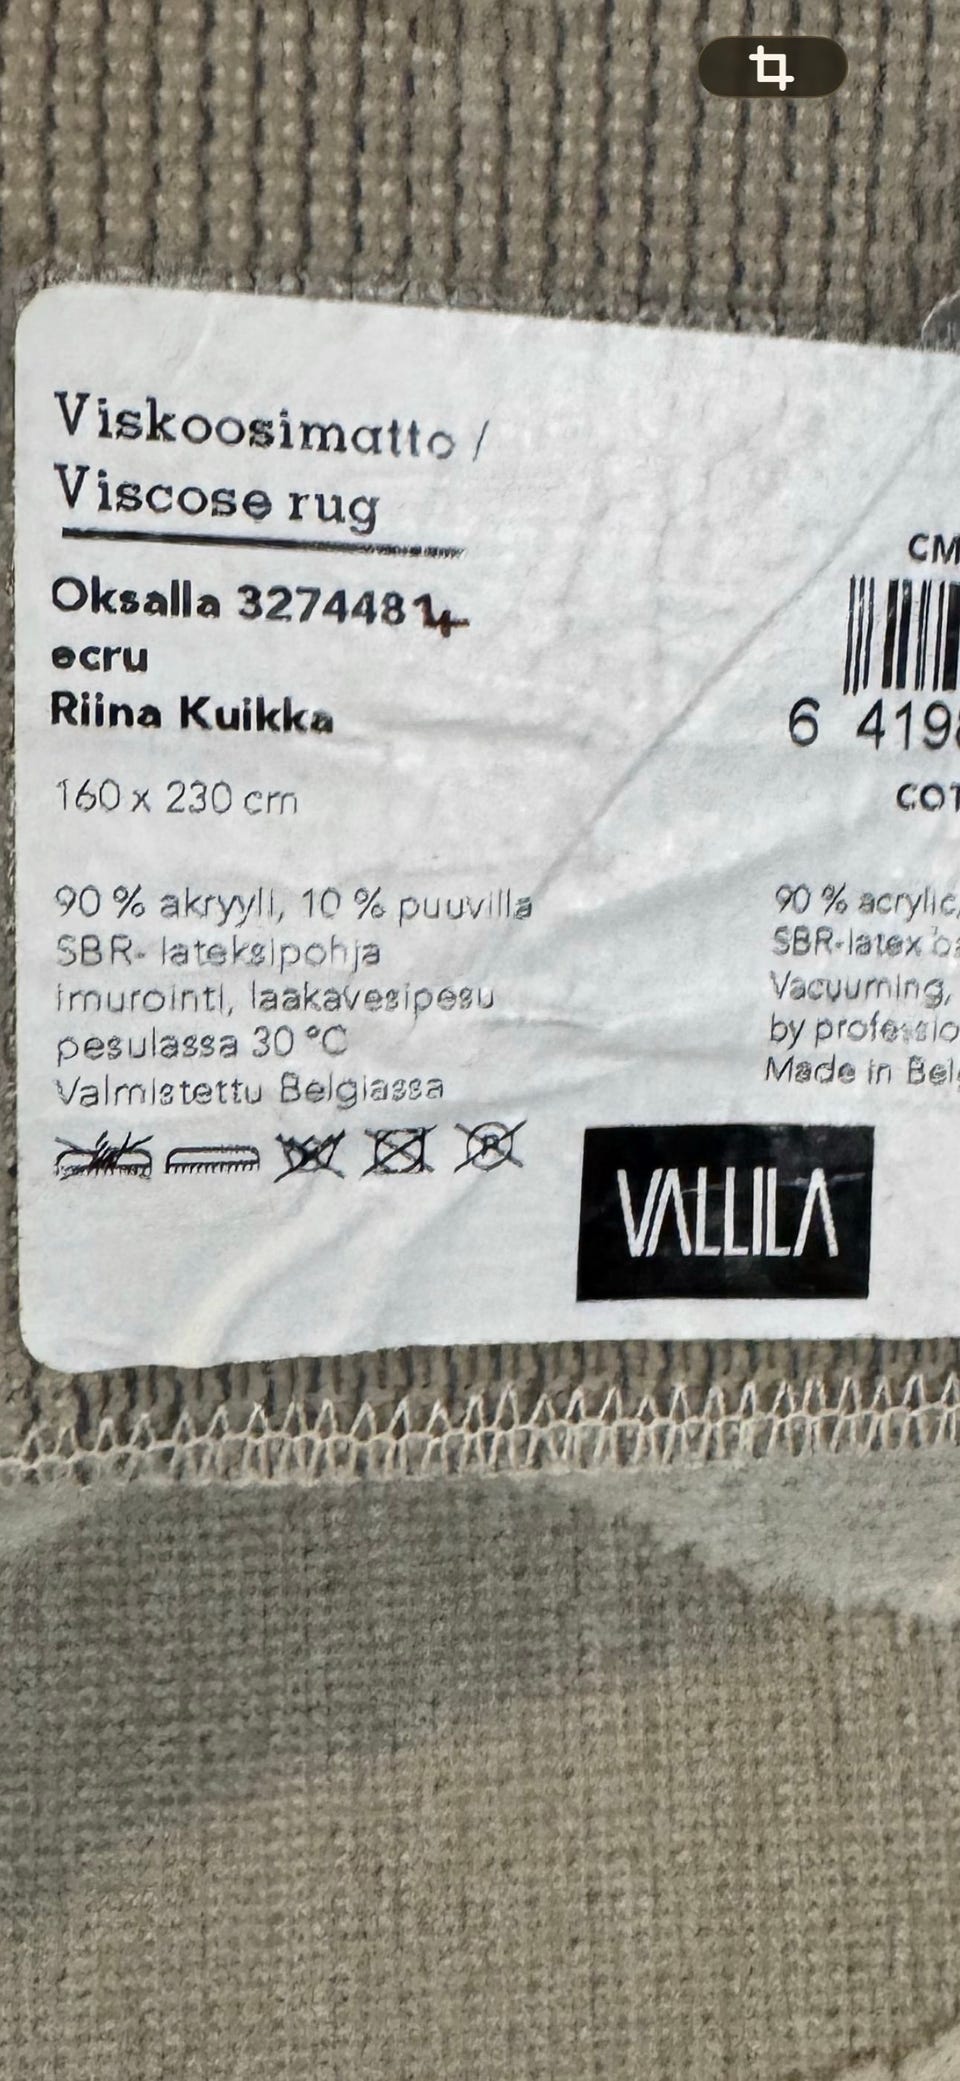 Viskoosimatto /
Viscose rug
Oksalla 327448
ecru
Riina Kuikka
160 x 230 cm
90 % akryyli, 10 % puuvilla
SBR- lateksipohja
Imurointi, laakavesipesu
pesulassa 30 °C
Valmistettu Belgiassa
CM
6 419
COT
90 % acrylic,
SBR-latex
Vacuuming,
by professio
Made in Bel
VALLILA